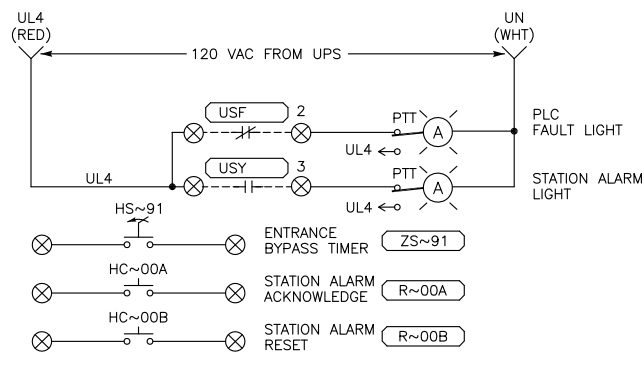 UL4
(RED)
UN
(WHT)
120 VAC FROM UPS
USF
2
PTT
A
PLC
FAULT LIGHT
UL4
USY
3
UL4
PTT
A
STATION ALARM
LIGHT
UL4
HS~91
ENTRANCE
BYPASS TIMER
ZS~91
HC~00A
STATION ALARM
ACKNOWLEDGE
R~00A
HC~00B
STATION ALARM
RESET
R~00B